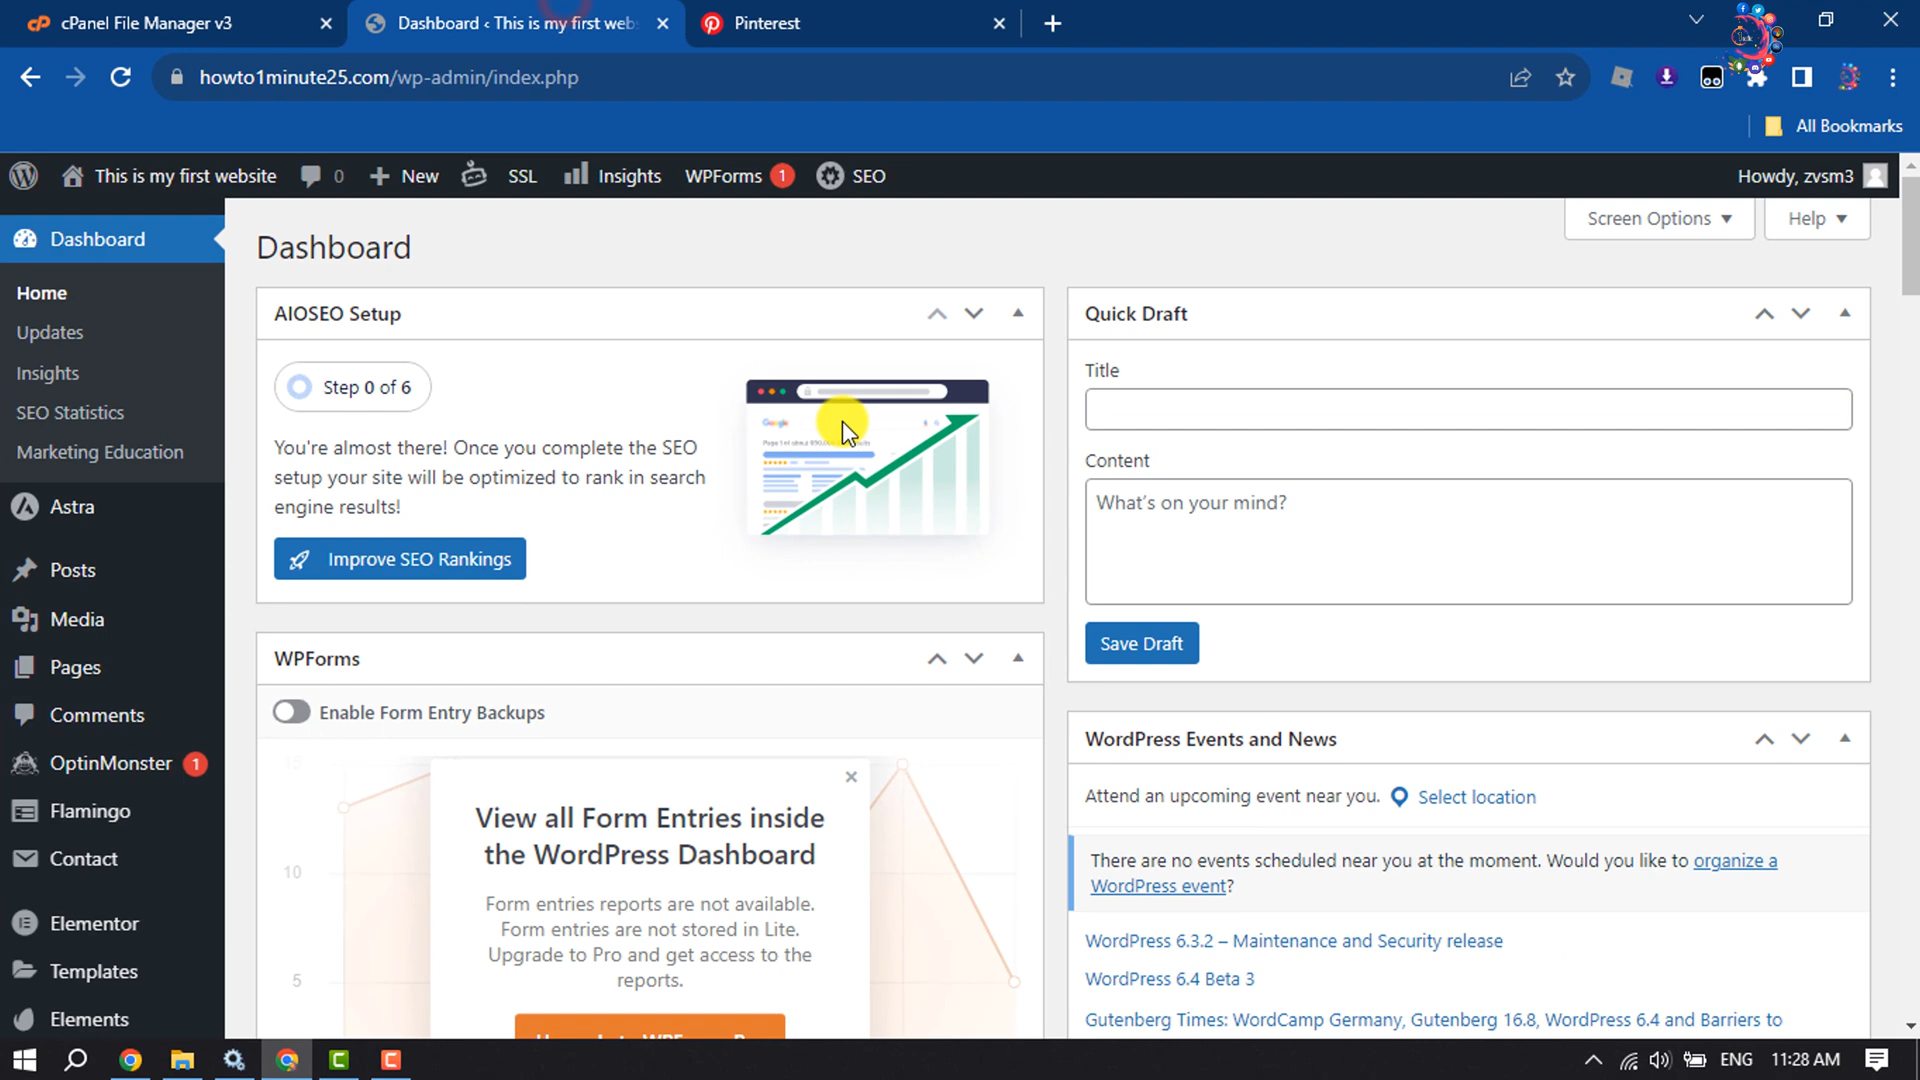 cPanel File Manager v3
Dashboard ‹ This is my first web
Pinterest
howto1minute25.com/wp-admin/index.php
All Bookmarks
This is my first website
0
New
SSL
Insights
WPForms 1
SEO
Howdy, zvsm3
Dashboard
Home
Updates
Insights
SEO Statistics
Marketing Education
Astra
Posts
Media
Pages
Comments
OptinMonster 1
Flamingo
Contact
Elementor
Templates
Elements
Screen Options
Help
Dashboard
AIOSEO Setup
Step 0 of 6
You're almost there! Once you complete the SEO
setup your site will be optimized to rank in search
engine results!
Improve SEO Rankings
Google
WPForms
Enable Form Entry Backups
15
10
5
View all Form Entries inside
the WordPress Dashboard
Form entries reports are not available.
Form entries are not stored in Lite.
Upgrade to Pro and get access to the
reports.
Quick Draft
Title
Content
What's on your mind?
Save Draft
WordPress Events and News
Attend an upcoming event near you.
Select location
There are no events scheduled near you at the moment. Would you like to organize a
WordPress event?
WordPress 6.3.2 – Maintenance and Security release
WordPress 6.4 Beta 3
Gutenberg Times: WordCamp Germany, Gutenberg 16.8, WordPress 6.4 and Barriers to
ENG
11:28 AM